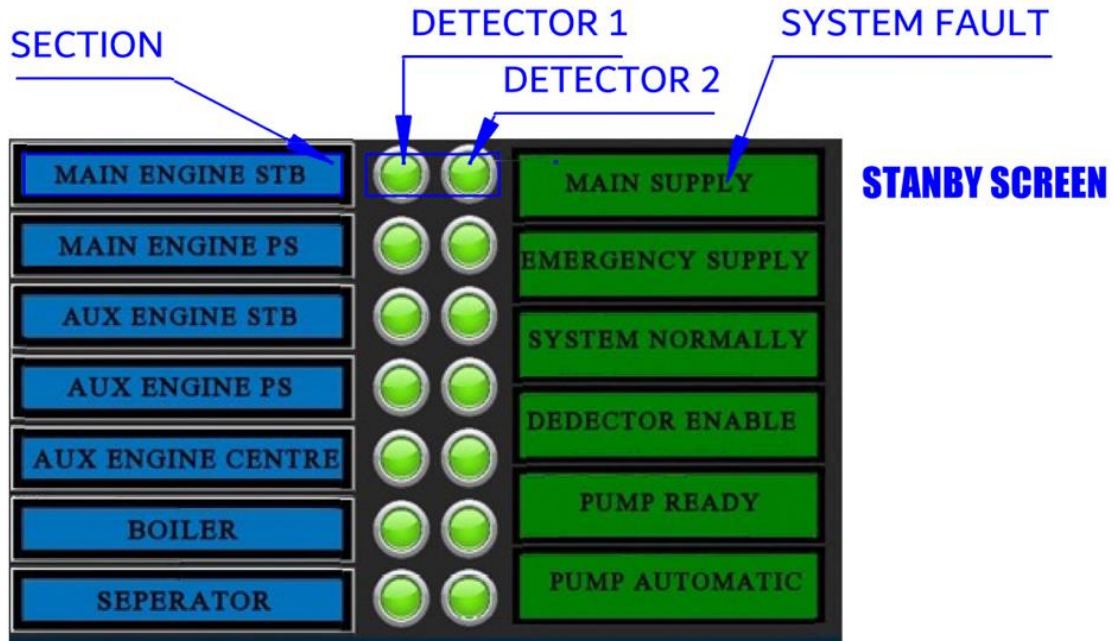 SECTION
DETECTOR 1
SYSTEM FAULT
DETECTOR 2
STANBY SCREEN
MAIN ENGINE STB
MAIN SUPPLY
MAIN ENGINE PS
EMERGENCY SUPPLY
AUX ENGINE STB
SYSTEM NORMALLY
AUX ENGINE PS
DEDECTOR ENABLE
AUX ENGINE CENTRE
PUMP READY
BOILER
PUMP AUTOMATIC
SEPERATOR